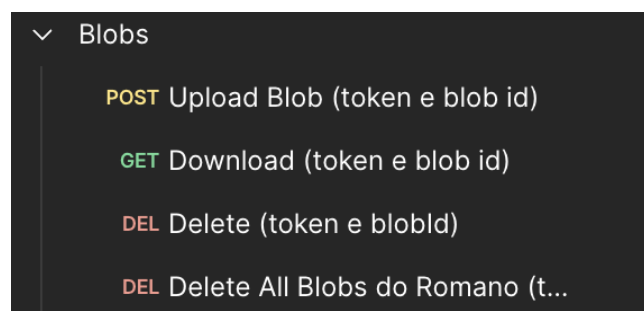 Blobs
POST Upload Blob (token e blob id)
GET Download (token e blob id)
DEL Delete (token e blobId)
DEL Delete All Blobs do Romano (t...